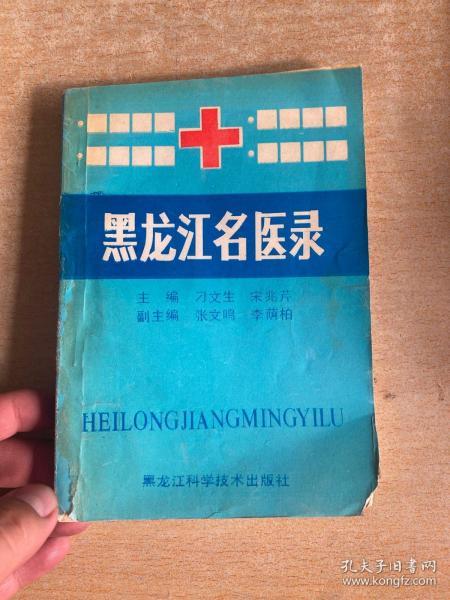 黑龙江名医录
主编 刁文生 宋兆芹
副主编 张文鸣 李荫柏
HEILONGJIANGMINGYILU
黑龙江科学技术出版社
孔夫子旧书网
www.kongfz.com